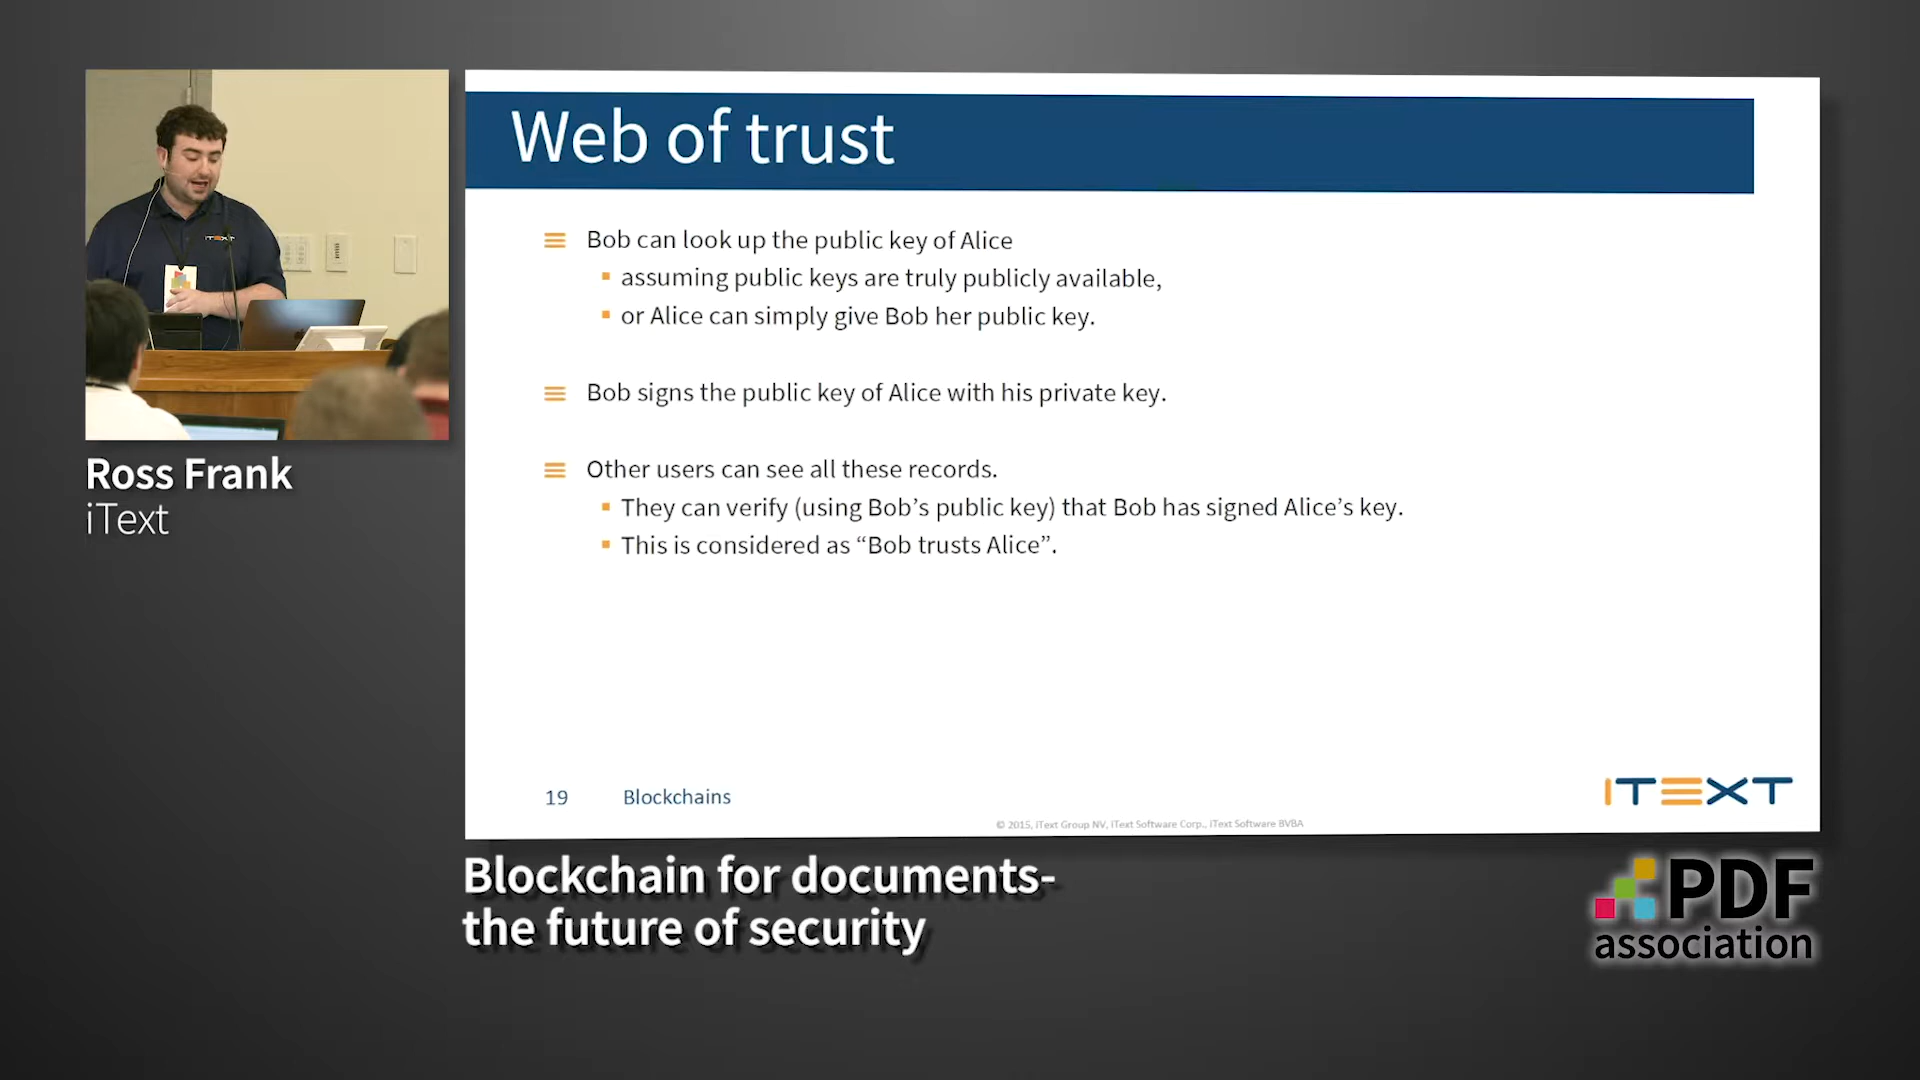 Web of trust
Bob can look up the public key of Alice
assuming public keys are truly publicly available,
or Alice can simply give Bob her public key.
Bob signs the public key of Alice with his private key.
Other users can see all these records.
They can verify (using Bob’s public key) that Bob has signed Alice’s key.
This is considered as “Bob trusts Alice”.
19 Blockchains
iTEXT
© 2015, iText Group NV, iText Software Corp., iText Software BVBA
iTEXT
Ross Frank
iText
Blockchain for documents-
the future of security
PDF
association